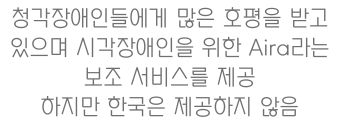 청각장애인들에게 많은 호평을 받고
있으며 시각장애인을 위한 Aira라는
보조 서비스를 제공
하지만 한국은 제공하지 않음